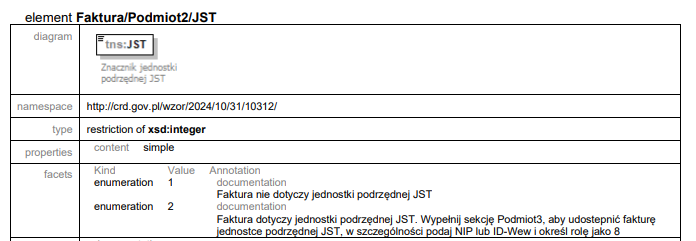 element Faktura/Podmiot2/JST
diagram
tns:JST
Znacznik jednostki
podrzędnej JST
namespace http://crd.gov.pl/wzor/2024/10/31/10312/
type restriction of xsd:integer
properties content simple
facets Kind Value Annotation
enumeration 1 documentation
Faktura nie dotyczy jednostki podrzędnej JST
enumeration 2 documentation
Faktura dotyczy jednostki podrzędnej JST. Wypełnij sekcję Podmiot3, aby udostepnić fakturę
jednostce podrzędnej JST, w szczególności podaj NIP lub ID-Wew i określ rolę jako 8